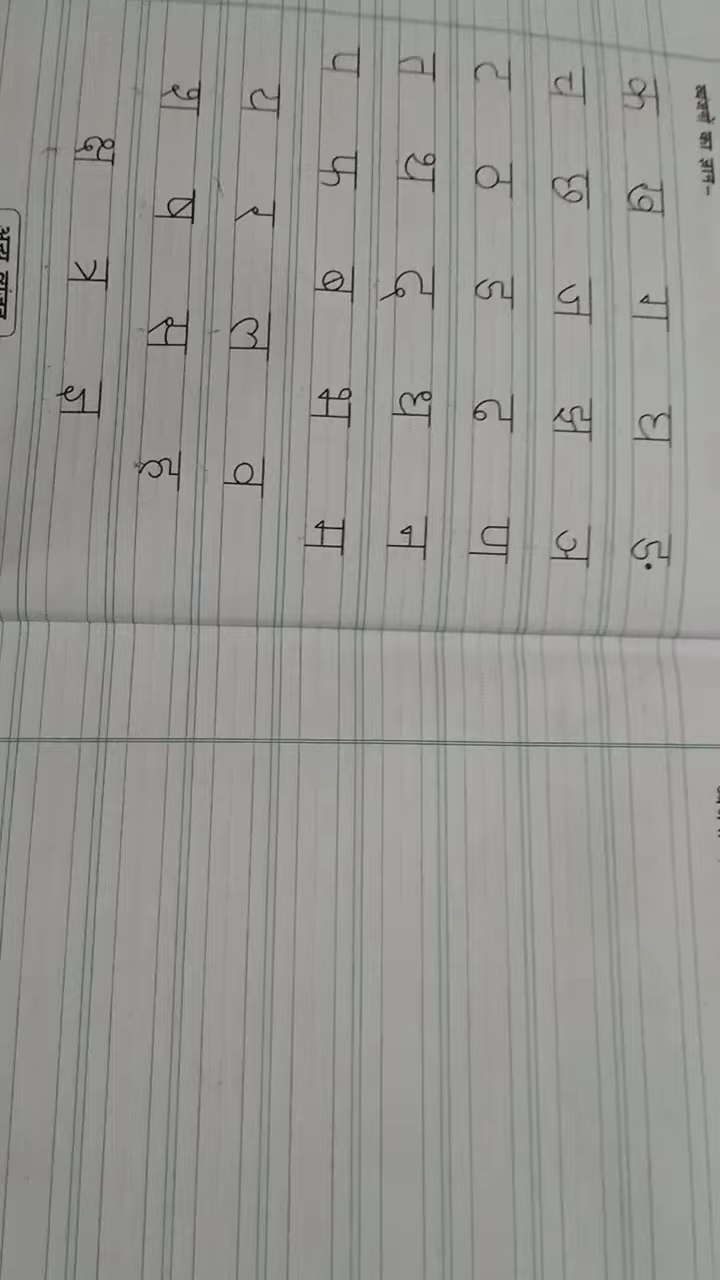 व्यंजनों का ज्ञान-
क ख ग घ ङ
च छ ज झ ञ
ट ठ ड ढ ण
त थ द ध न
प फ ब भ म
य र ल व
श ष स ह
क्ष त्र ज्ञ